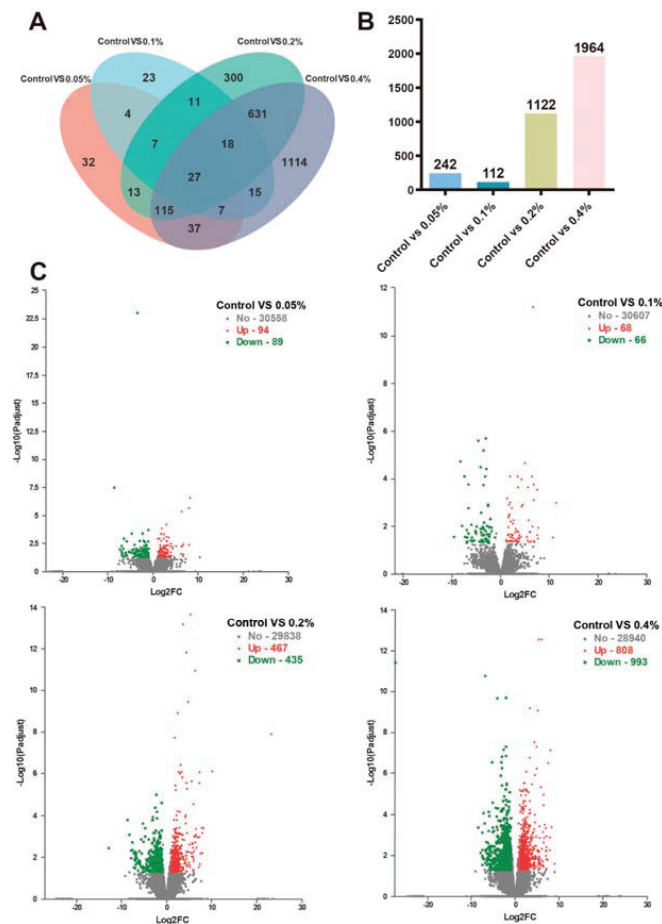 A
Control VS 0.1%
Control VS 0.2%
Control VS 0.05%
Control VS 0.4%
23
300
4
11
631
32
7
18
1114
27
13
15
115
7
37
B
2500
2000
1500
1000
500
0
242
112
1122
1964
Control vs 0.05%
Control vs 0.1%
Control vs 0.2%
Control vs 0.4%
C
Control VS 0.05%
No - 30558
Up - 94
Down - 89
25
22.5
20
17.5
15
12.5
10
7.5
5
2.5
0
-Log10(Padjust)
-20
-10
0
10
20
30
Log2FC
Control VS 0.1%
No - 30607
Up - 68
Down - 66
12
10
8
6
4
2
0
-Log10(Padjust)
-20
-10
0
10
20
30
Log2FC
Control VS 0.2%
No - 29838
Up - 467
Down - 435
14
12
10
8
6
4
2
0
-Log10(Padjust)
-20
-10
0
10
20
30
Log2FC
Control VS 0.4%
No - 28940
Up - 808
Down - 993
14
12
10
8
6
4
2
0
-Log10(Padjust)
-20
-10
0
10
20
30
Log2FC